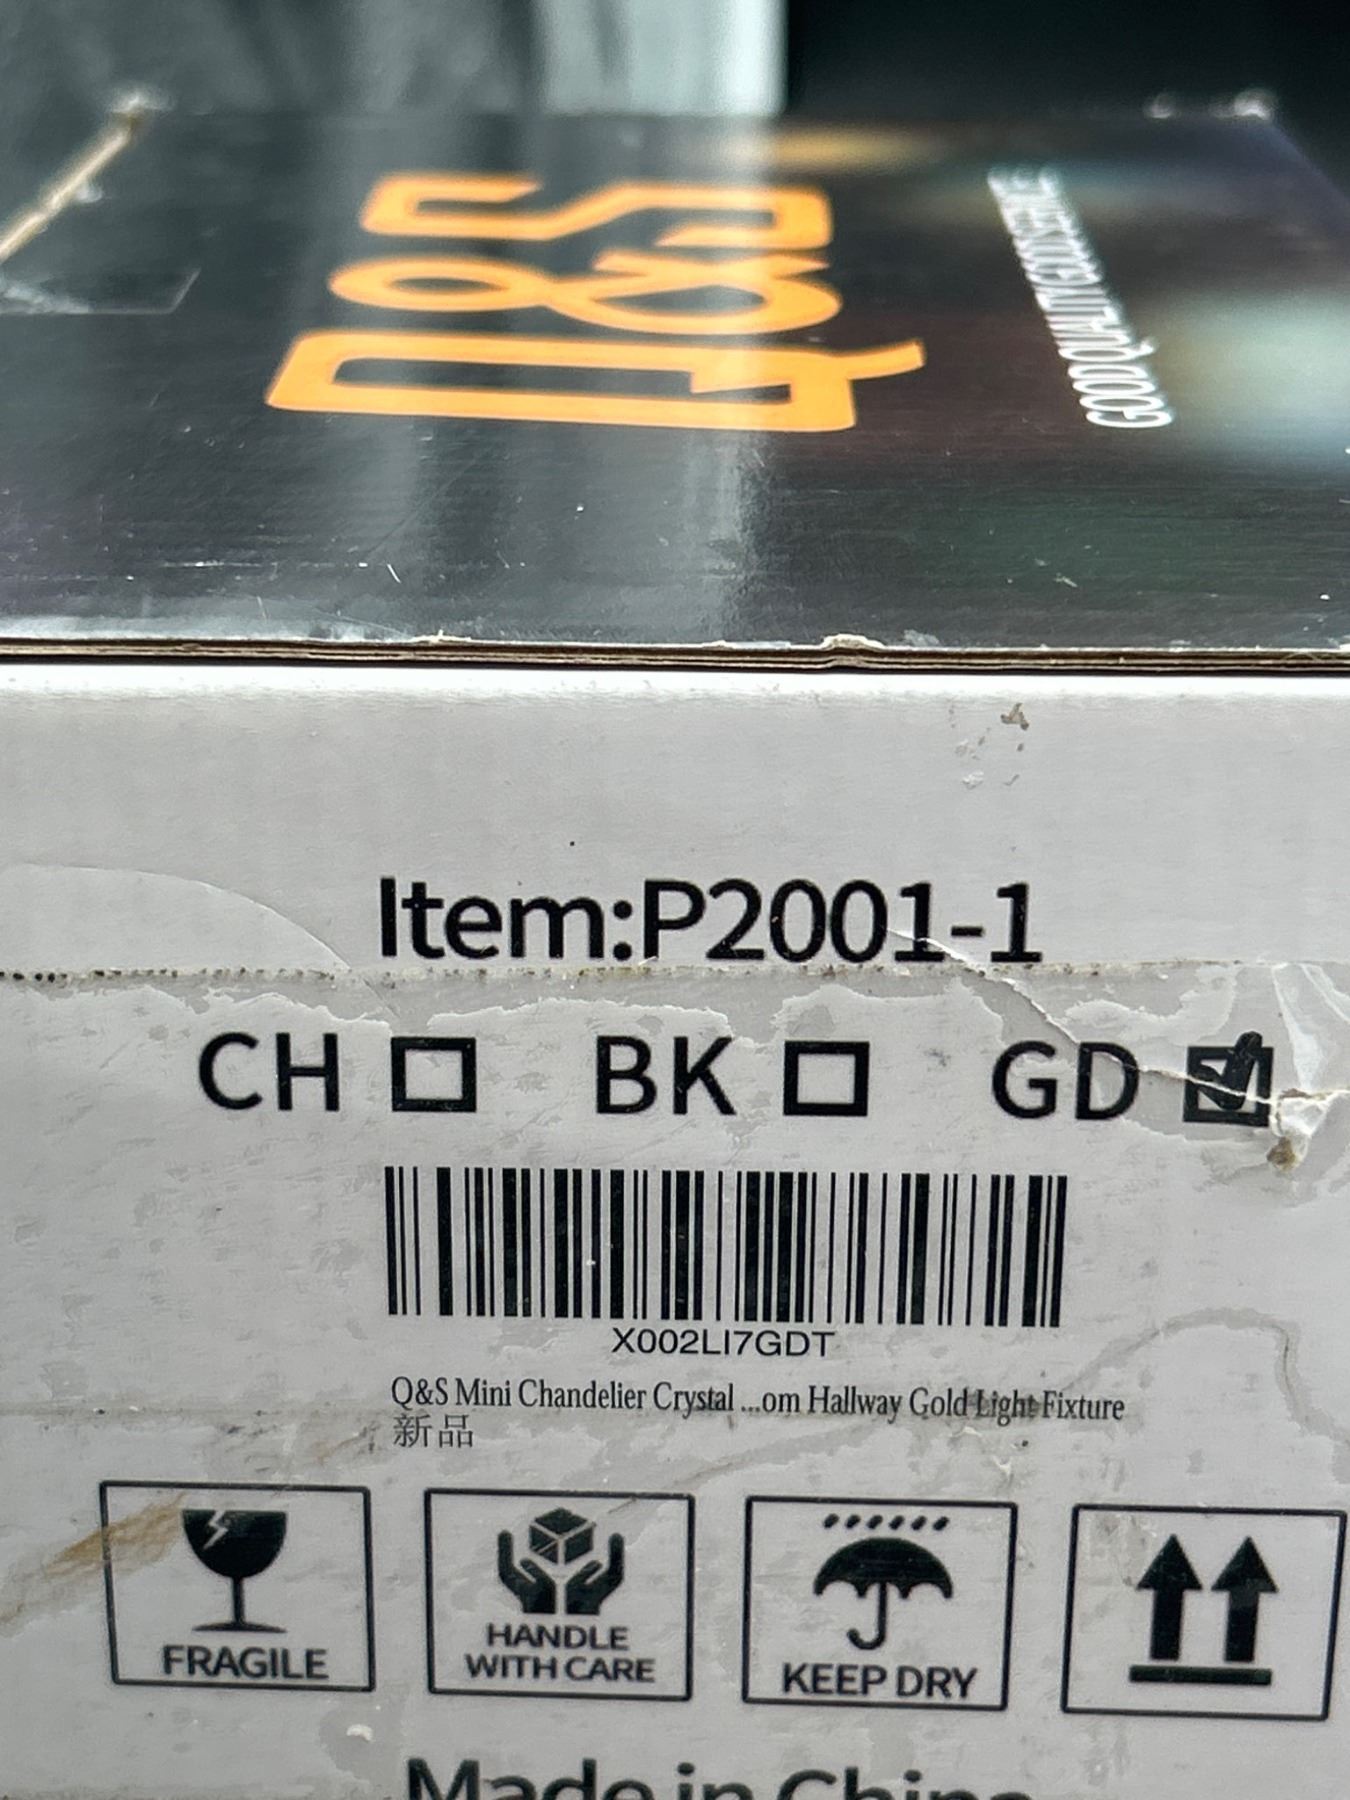 Q&S
GOOD QUALITY GOOD SERVICE
Item:P2001-1
CH BK GD
X002LI7GDT
Q&S Mini Chandelier Crystal ...om Hallway Gold Light Fixture
新品
FRAGILE
HANDLE
WITH CARE
KEEP DRY
Made in China